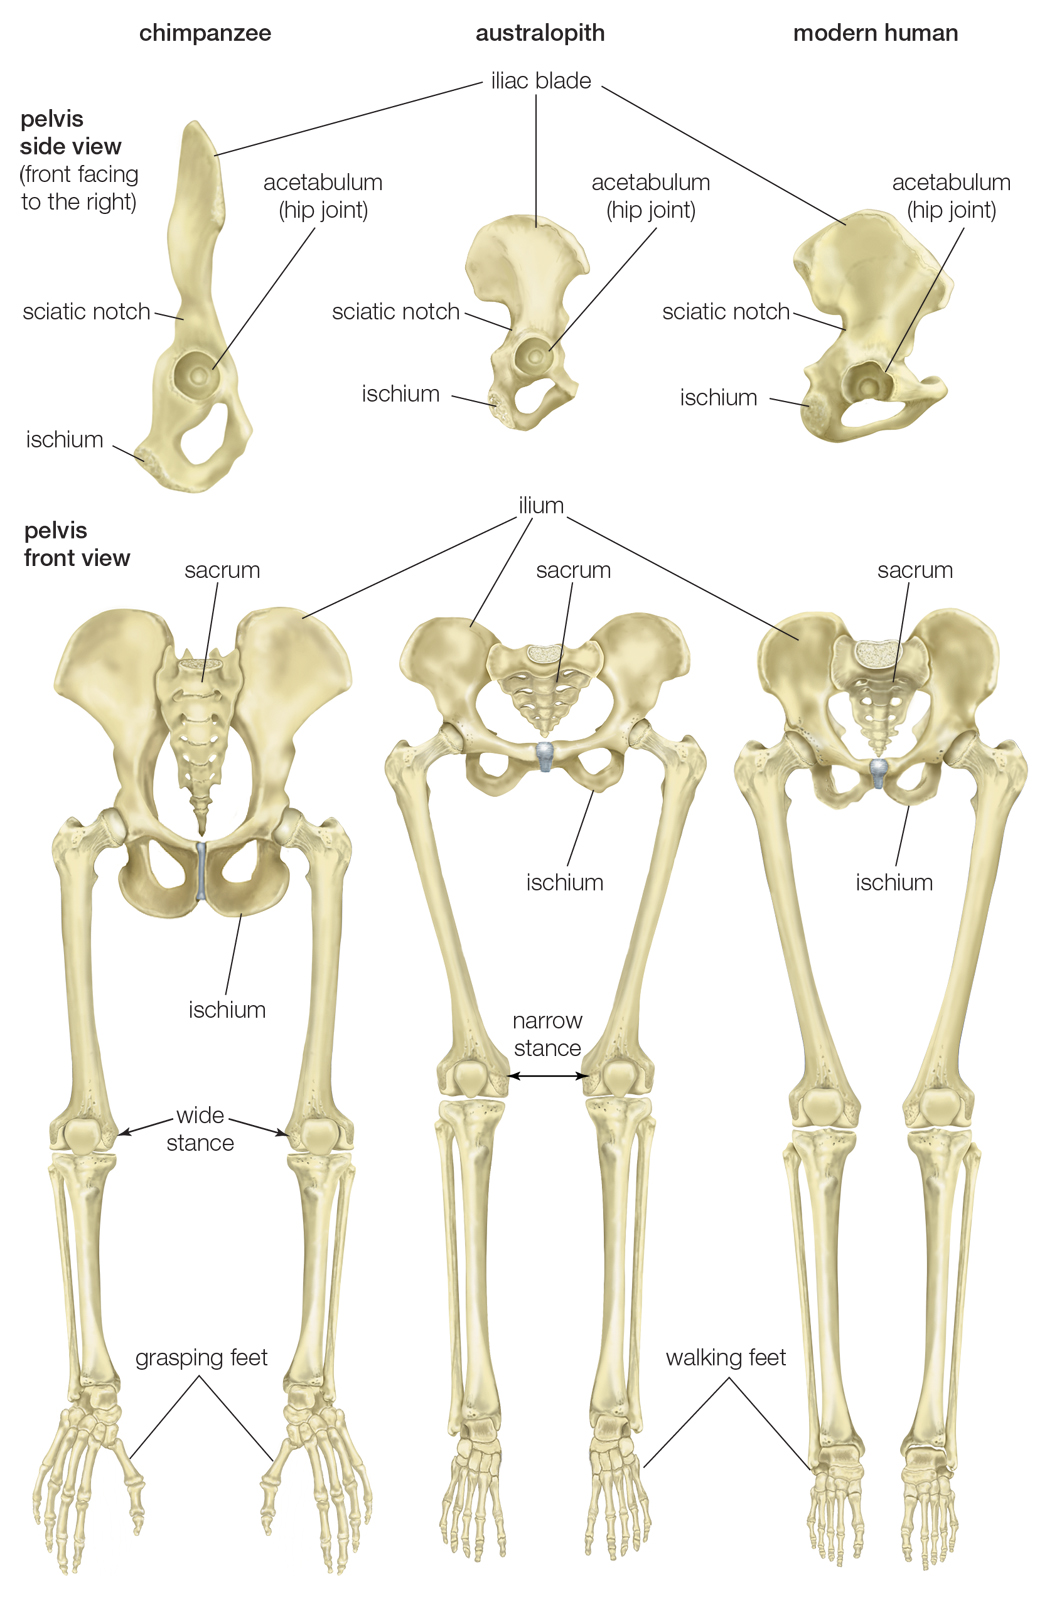 chimpanzee
australopith
modern human
iliac blade
pelvis
side view
(front facing
to the right)
acetabulum
(hip joint)
acetabulum
(hip joint)
acetabulum
(hip joint)
sciatic notch
sciatic notch
sciatic notch
ischium
ischium
ischium
ilium
pelvis
front view
sacrum
sacrum
sacrum
ischium
ischium
ischium
narrow
stance
wide
stance
grasping feet
walking feet